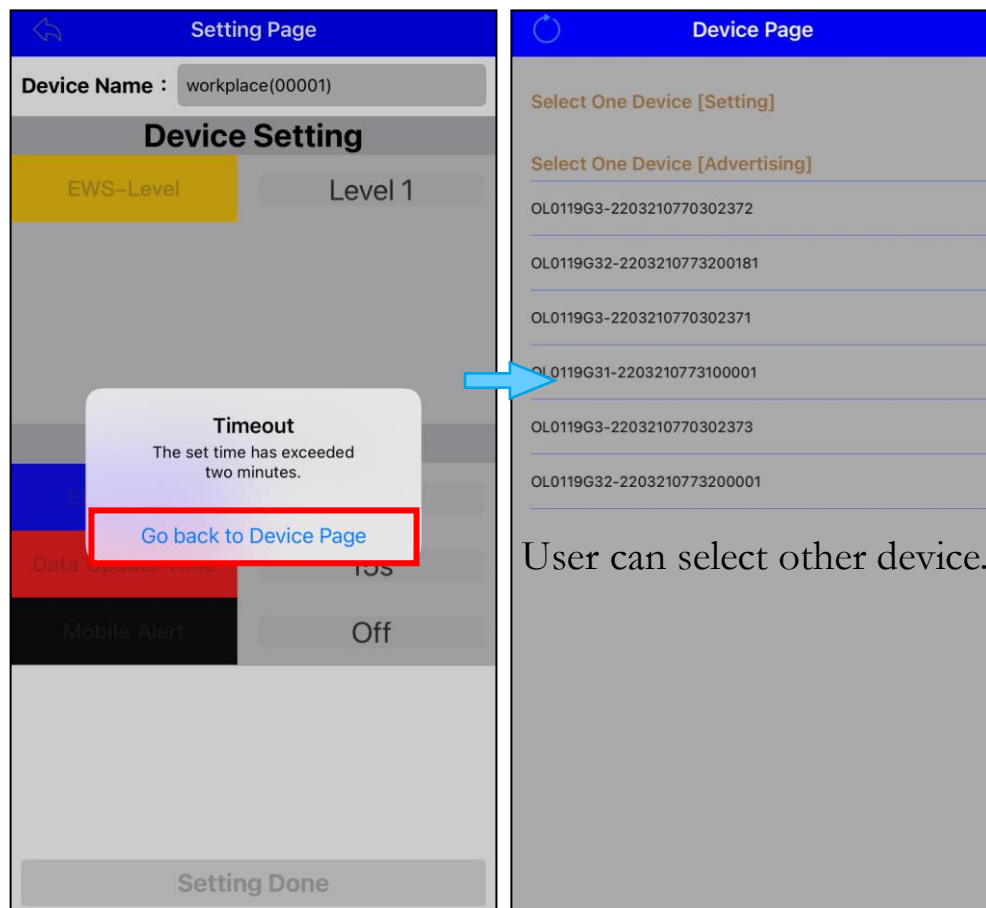 Setting Page
Device Name : workplace(00001)
Device Setting
EWS-Level
Level 1
Timeout
The set time has exceeded
two minutes.
Go back to Device Page
Data Update Time
15s
Mobile Alert
Off
Setting Done
Device Page
Select One Device [Setting]
Select One Device [Advertising]
OL0119G3-2203210770302372
OL0119G32-2203210773200181
OL0119G3-2203210770302371
OL0119G31-2203210773100001
OL0119G3-2203210770302373
OL0119G32-2203210773200001
User can select other device.